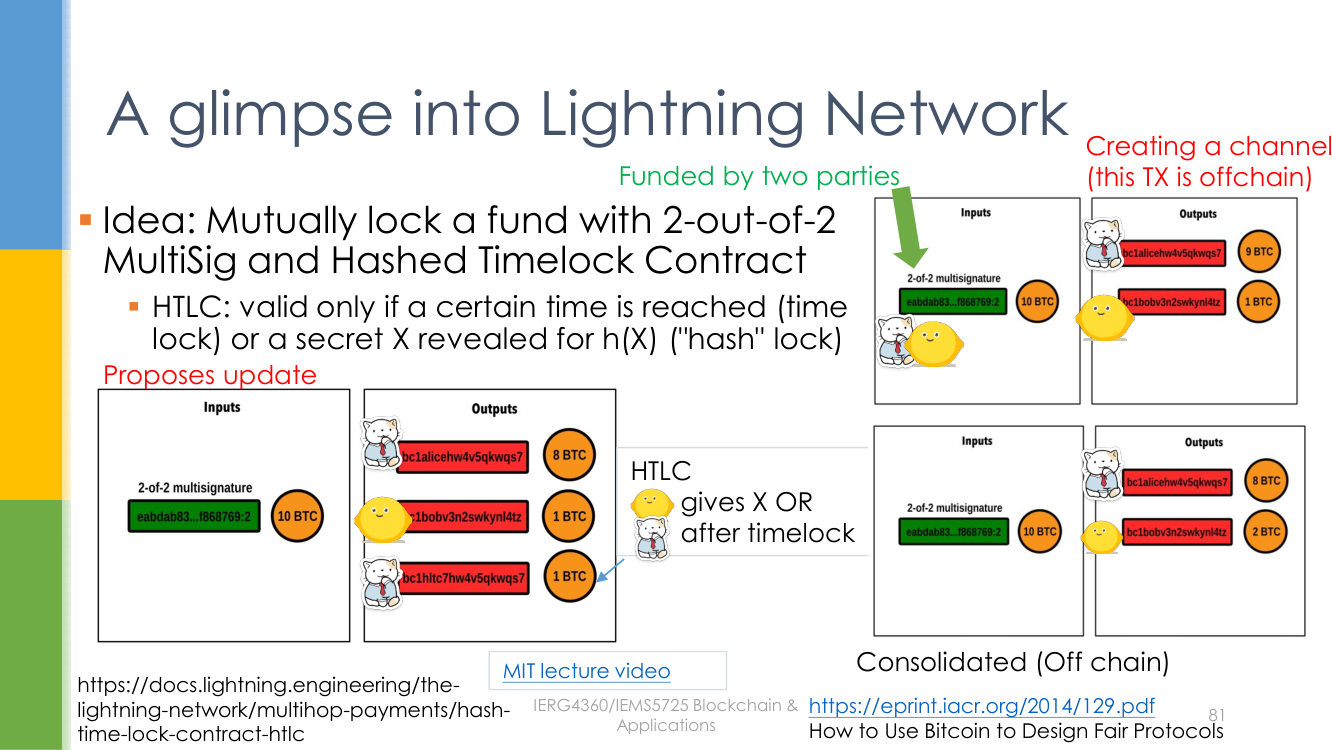 A glimpse into Lightning Network
Creating a channel
(this TX is offchain)
Funded by two parties
▪ Idea: Mutually lock a fund with 2-out-of-2
MultiSig and Hashed Timelock Contract
▪ HTLC: valid only if a certain time is reached (time
lock) or a secret X revealed for h(X) ("hash" lock)
Inputs
2-of-2 multisignature
eabdab83...f868769:2 10 BTC
Outputs
bc1alicehw4v5qkwqs7 9 BTC
bc1bobv3n2swkynl4tz 1 BTC
Proposes update
Inputs
2-of-2 multisignature
eabdab83...f868769:2 10 BTC
Outputs
bc1alicehw4v5qkwqs7 8 BTC
c1bobv3n2swkynl4tz 1 BTC
bc1hltc7hw4v5qkwqs7 1 BTC
HTLC
gives X OR
after timelock
Inputs
2-of-2 multisignature
eabdab83...f868769:2 10 BTC
Outputs
bc1alicehw4v5qkwqs7 8 BTC
bc1bobv3n2swkynl4tz 2 BTC
Consolidated (Off chain)
MIT lecture video
https://docs.lightning.engineering/the-
lightning-network/multihop-payments/hash-
time-lock-contract-htlc
IERG4360/IEMS5725 Blockchain &
Applications
https://eprint.iacr.org/2014/129.pdf
How to Use Bitcoin to Design Fair Protocols
81